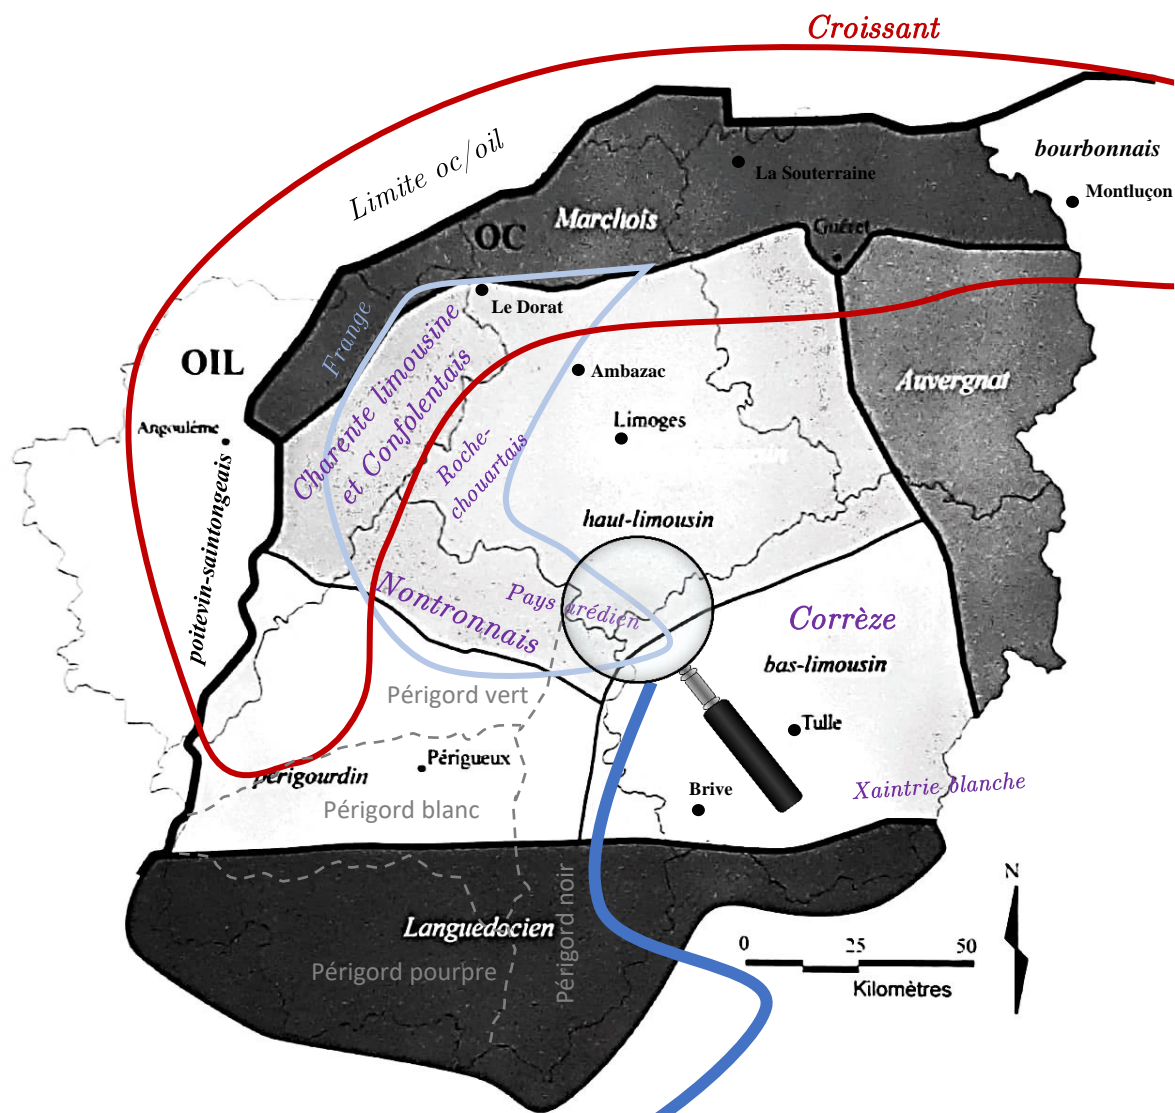 Croissant
Limite oc/oil
bourbonnais
Montluçon
La Souterraine
Marchois
OC
Guéret
Le Dorat
Frange
OIL
Charente limousine
et Confolentais
Ambazac
Auvergnat
Limoges
Angoulême
Roche-
chouartais
poitevin-saintongeais
haut-limousin
Nontronnais
Pays arédien
Corrèze
bas-limousin
Périgord vert
Tulle
Périgueux
périgourdin
Brive
Xaintrie blanche
Périgord blanc
Périgord noir
N
Languedocien
Périgord pourpre
0 25 50
Kilomètres